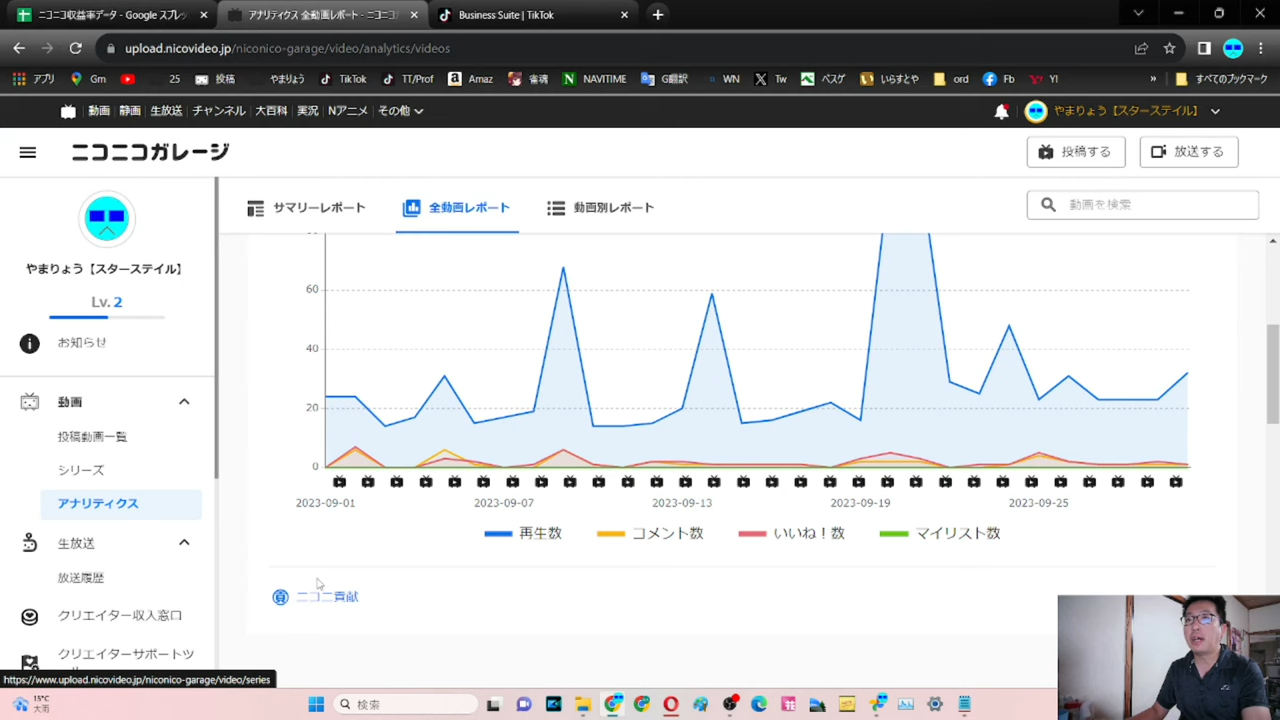 ニコニコ収益率データ - Google スプレッ
アナリティクス 全動画レポート - ニコニコ
Business Suite | TikTok
upload.nicovideo.jp/niconico-garage/video/analytics/videos
アプリ
Gm
25
投稿
やまりょう
TikTok
TT/Prof
Amaz
雀魂
NAVITIME
G翻訳
WN
Tw
ベスゲ
いらすとや
ord
Fb
Y!
»
すべてのブックマーク
動画 静画 生放送 チャンネル 大百科 実況 Nアニメ その他
やまりょう【スターステイル】
ニコニコガレージ
投稿する
放送する
サマリーレポート
全動画レポート
動画別レポート
動画を検索
やまりょう【スターステイル】
Lv. 2
お知らせ
動画
投稿動画一覧
シリーズ
アナリティクス
生放送
放送履歴
クリエイター収入窓口
クリエイターサポートツ
60
40
20
0
2023-09-01
2023-09-07
2023-09-13
2023-09-19
2023-09-25
再生数
コメント数
いいね！数
マイリスト数
ニコニ貢献
https://www.upload.nicovideo.jp/niconico-garage/video/series
15°C
大雨
検索